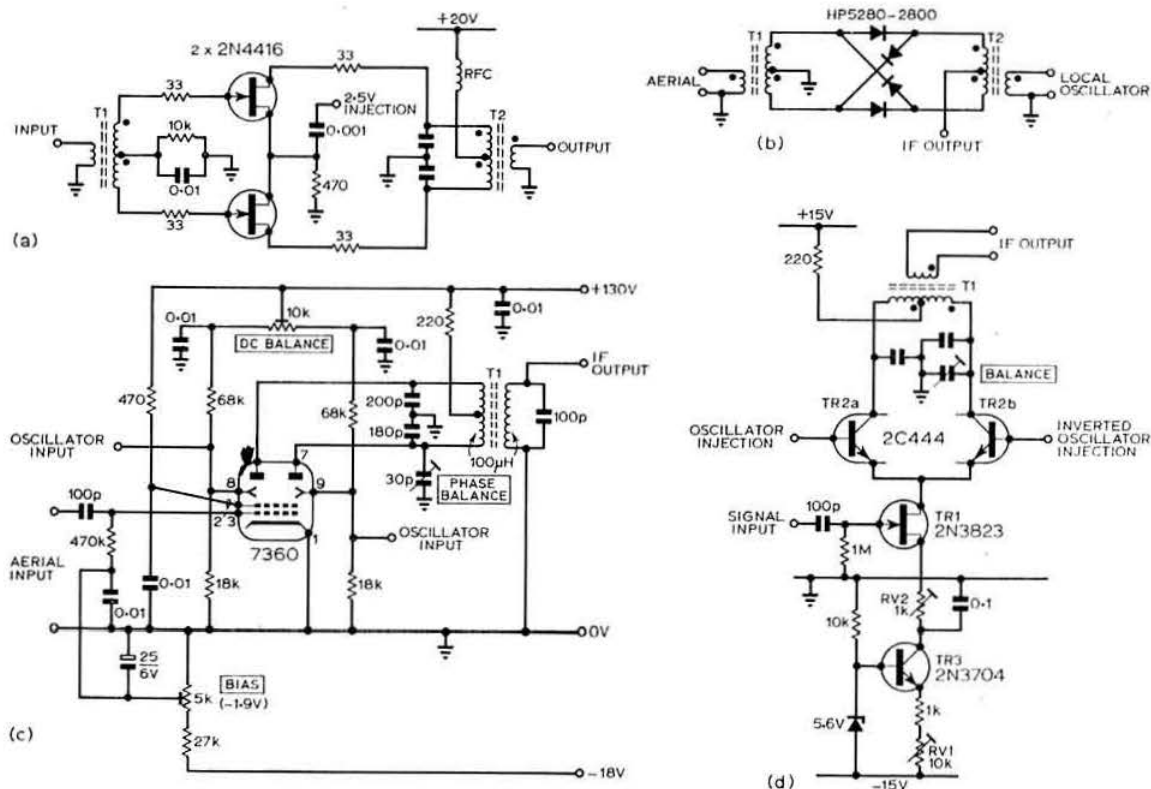 2 x 2N4416
33
+20V
RFC
33
2·5V
INJECTION
0·001
T1
INPUT
10k
0·01
470
T2
OUTPUT
33
33
(a)
HP5280-2800
T1
T2
AERIAL
LOCAL
OSCILLATOR
IF OUTPUT
(b)
+130V
0·01
10k
DC BALANCE
0·01
220
0·01
IF
OUTPUT
T1
470
68k
68k
200p
180p
100p
100µH
OSCILLATOR
INPUT
30p
PHASE
BALANCE
7
8
9
100p
2
3
1
7360
OSCILLATOR
INPUT
470k
AERIAL
INPUT
0·01
0·01
18k
18k
0V
25
6V
5k
BIAS
(-1·9V)
27k
-18V
(c)
+15V
220
IF OUTPUT
T1
BALANCE
TR2a
TR2b
OSCILLATOR
INJECTION
2C444
INVERTED
OSCILLATOR
INJECTION
SIGNAL
INPUT
100p
TR1
2N3823
1M
RV2
1k
0·1
10k
TR3
2N3704
5·6V
1k
RV1
10k
-15V
(d)